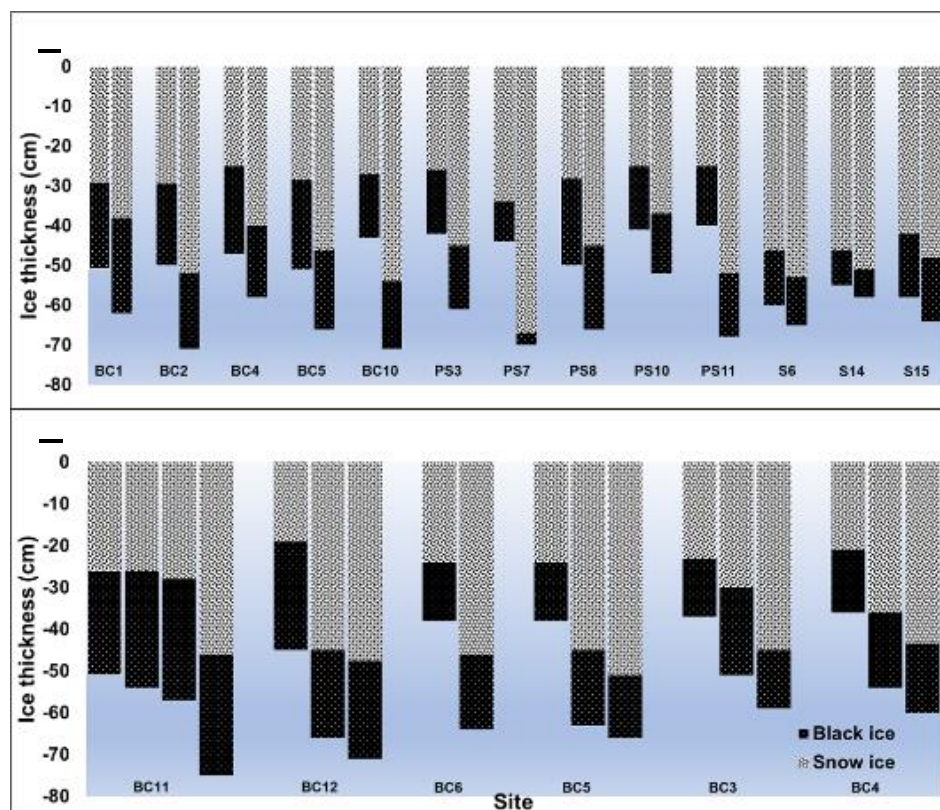 0
-10
-20
-30
-40
-50
-60
-70
-80
Ice thickness (cm)
BC1 BC2 BC4 BC5 BC10 PS3 PS7 PS8 PS10 PS11 S6 S14 S15
0
-10
-20
-30
-40
-50
-60
-70
-80
Ice thickness (cm)
Black ice
Snow ice
BC11 BC12 BC6 BC5 BC3 BC4
Site